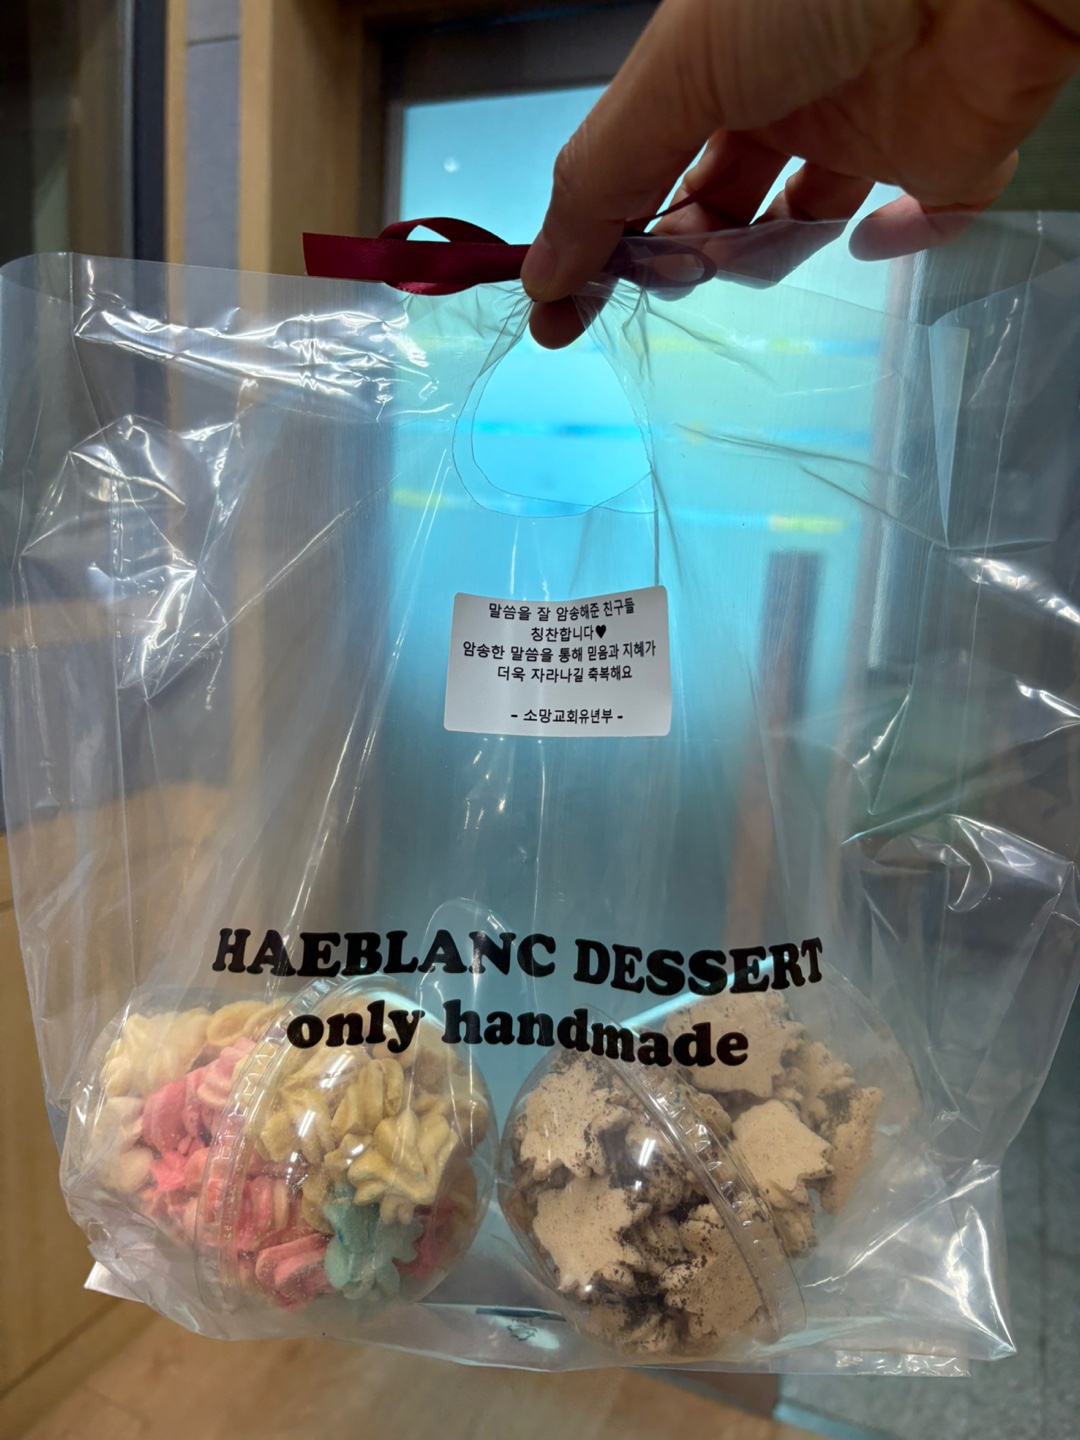 말씀을 잘 암송해준 친구들
칭찬합니다♥
암송한 말씀을 통해 믿음과 지혜가
더욱 자라나길 축복해요
- 소망교회유년부 -
HAEBLANC DESSERT
only handmade